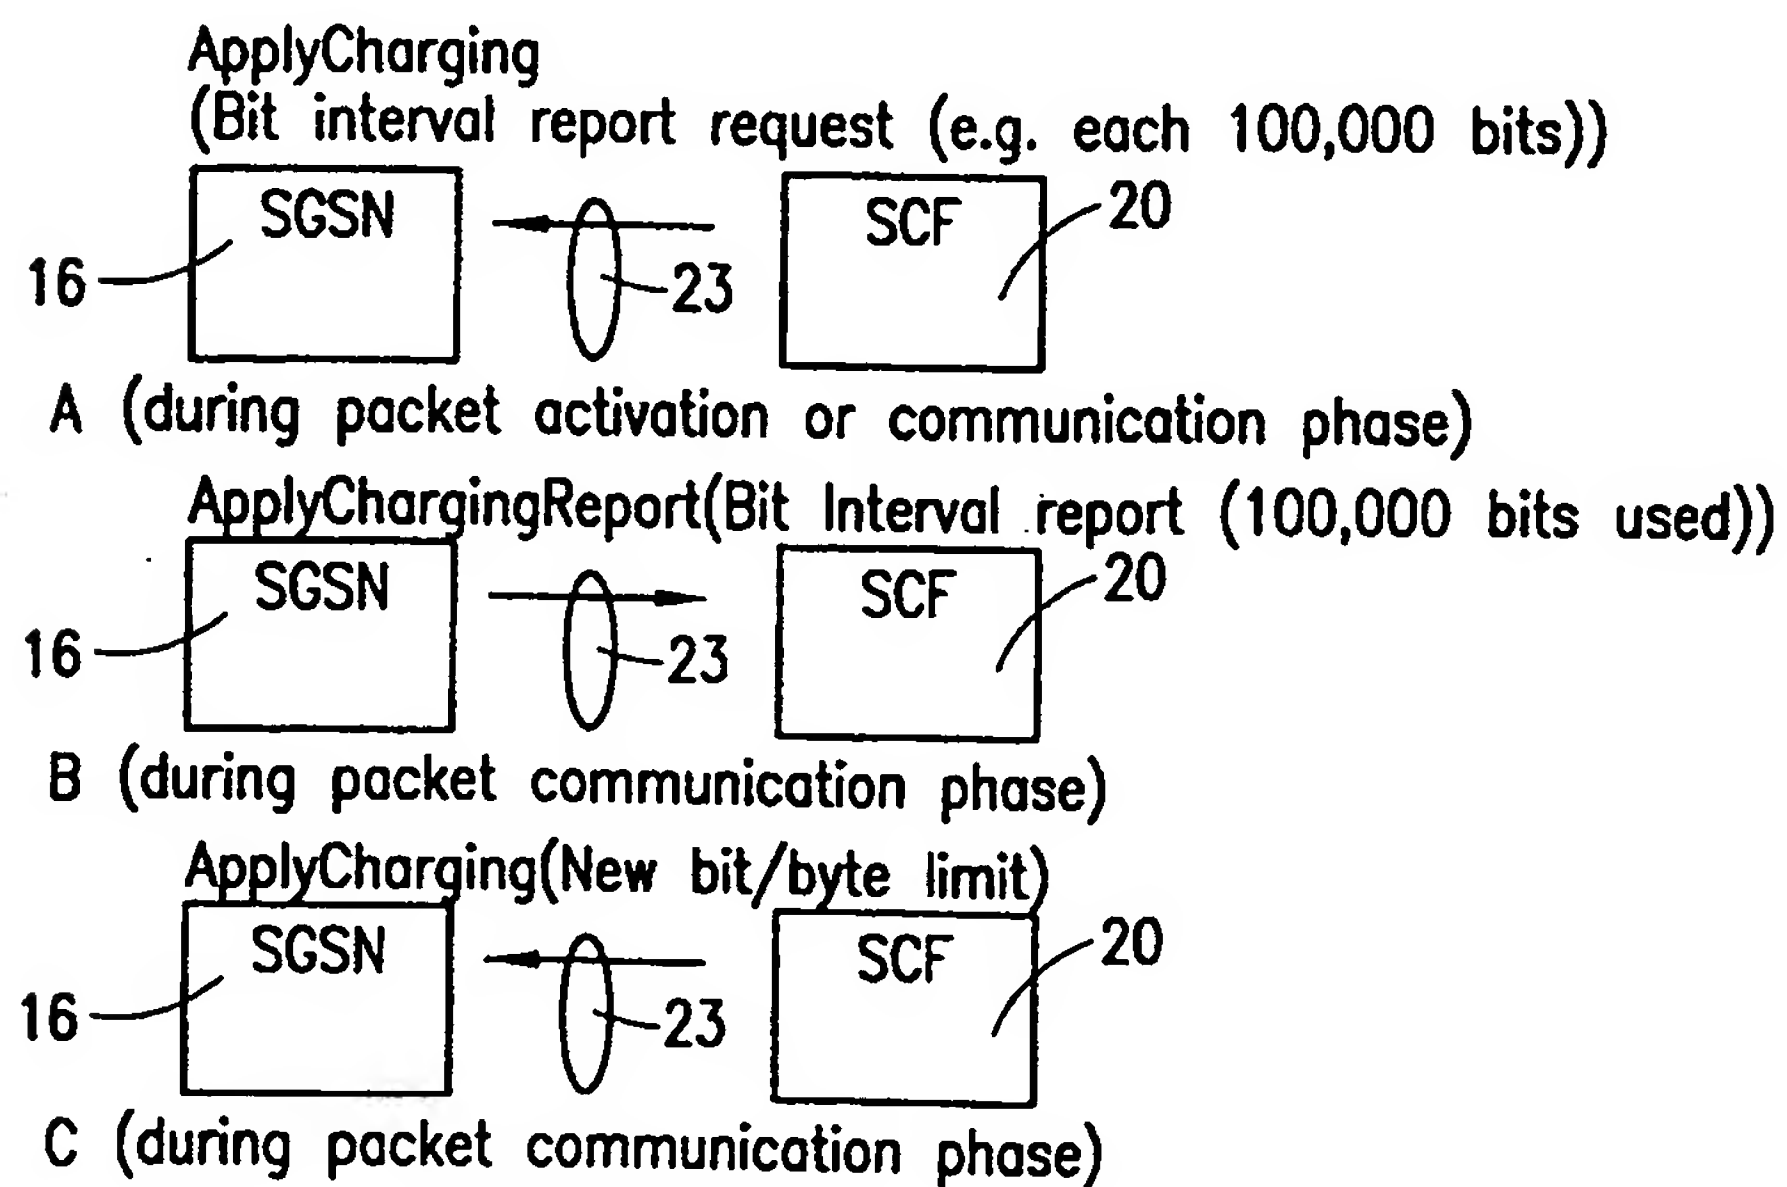 ApplyCharging
(Bit interval report request (e.g. each 100,000 bits))
SGSN
SCF
20
16
23
A (during packet activation or communication phase)
ApplyChargingReport(Bit Interval report (100,000 bits used))
SGSN
SCF
20
16
23
B (during packet communication phase)
ApplyCharging(New bit/byte limit)
SGSN
SCF
20
16
23
C (during packet communication phase)